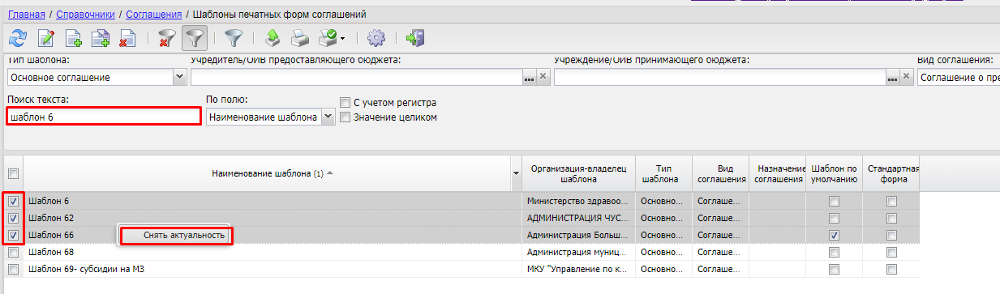 Главная / Справочники / Соглашения / Шаблоны печатных форм соглашений
Тип шаблона: Учредитель/ОИВ предоставляющего бюджета: Учреждение/ОИВ принимающего бюджета: Вид соглашения:
Основное соглашение ... ... Соглашение о пре
Поиск текста: По полю: С учетом регистра
шаблон 6 Наименование шаблона Значение целиком
Наименование шаблона (1) Организация-владелец шаблона Тип шаблона Вид соглашения Назначение соглашения Шаблон по умолчанию Стандартная форма
Шаблон 6 Министерство здравоо... Основно... Соглаше...
Шаблон 62 АДМИНИСТРАЦИЯ ЧУС... Основно... Соглаше...
Шаблон 66 Снять актуальность Администрация Больш... Основно... Соглаше...
Шаблон 68 Администрация муниц... Основно... Соглаше...
Шаблон 69- субсидии на МЗ МКУ "Управление по к... Основно... Соглаше...